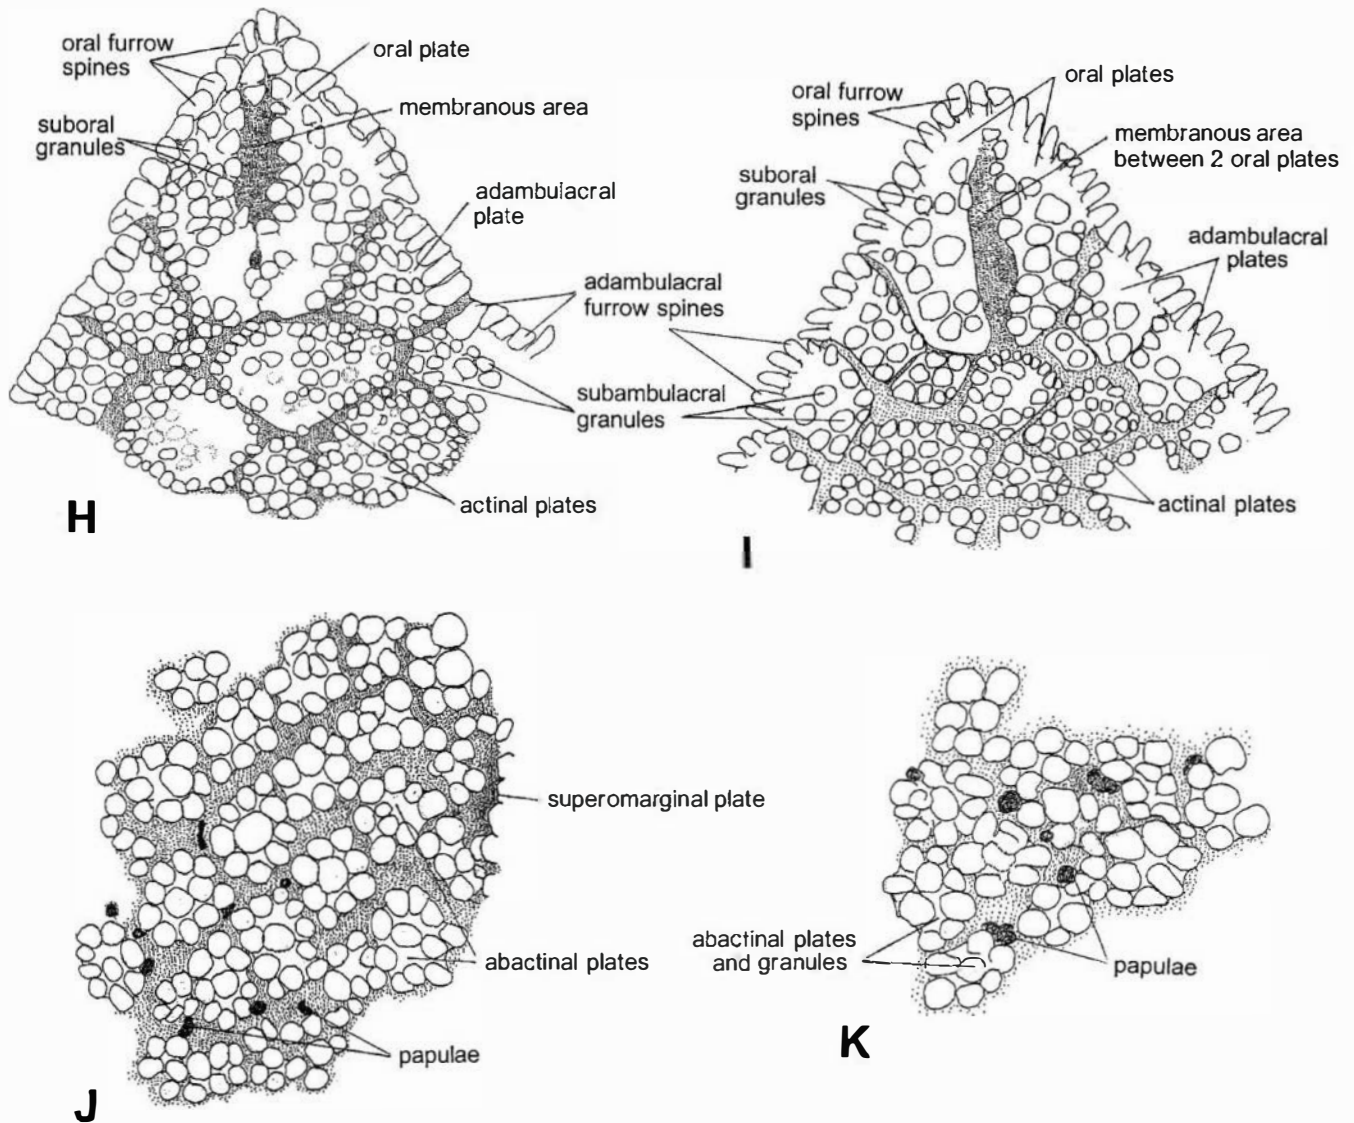 oral furrow
spines
oral plate
membranous area
suboral
granules
adambulacral
plate
adambulacral
furrow spines
subambulacral
granules
actinal plates
H
oral plates
oral furrow
spines
membranous area
between 2 oral plates
suboral
granules
adambulacral
plates
actinal plates
I
superomarginal plate
abactinal plates
papulae
J
abactinal plates
and granules
papulae
K